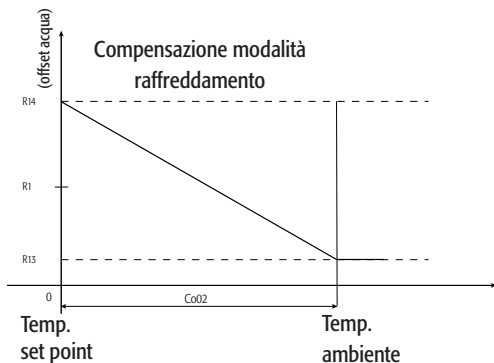 (offset acqua)
Compensazione modalità
raffreddamento
R14
R1
R13
0
Co02
Temp.
set point
Temp.
ambiente